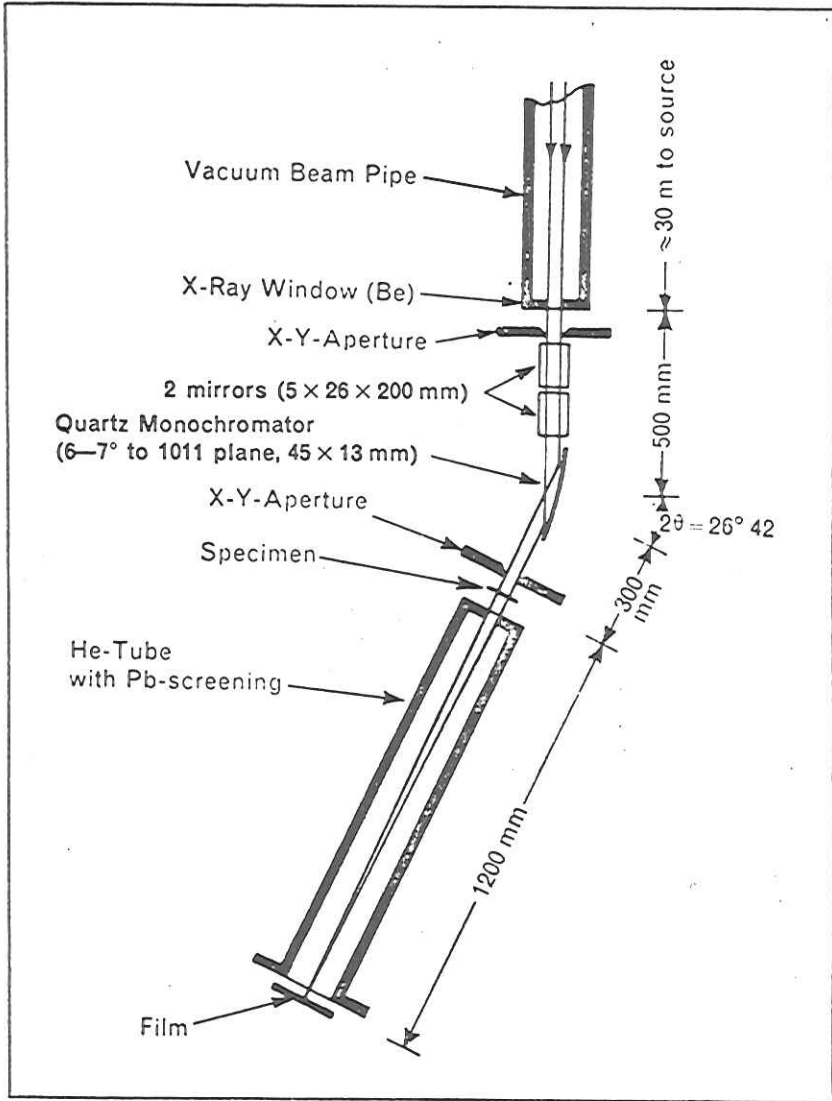 Vacuum Beam Pipe
X-Ray Window (Be)
X-Y-Aperture
2 mirrors (5 × 26 × 200 mm)
Quartz Monochromator
(6—7° to 1011 plane, 45 × 13 mm)
X-Y-Aperture
Specimen
He-Tube
with Pb-screening
Film
≈30 m to source
500 mm
2θ = 26° 42
300
mm
1200 mm